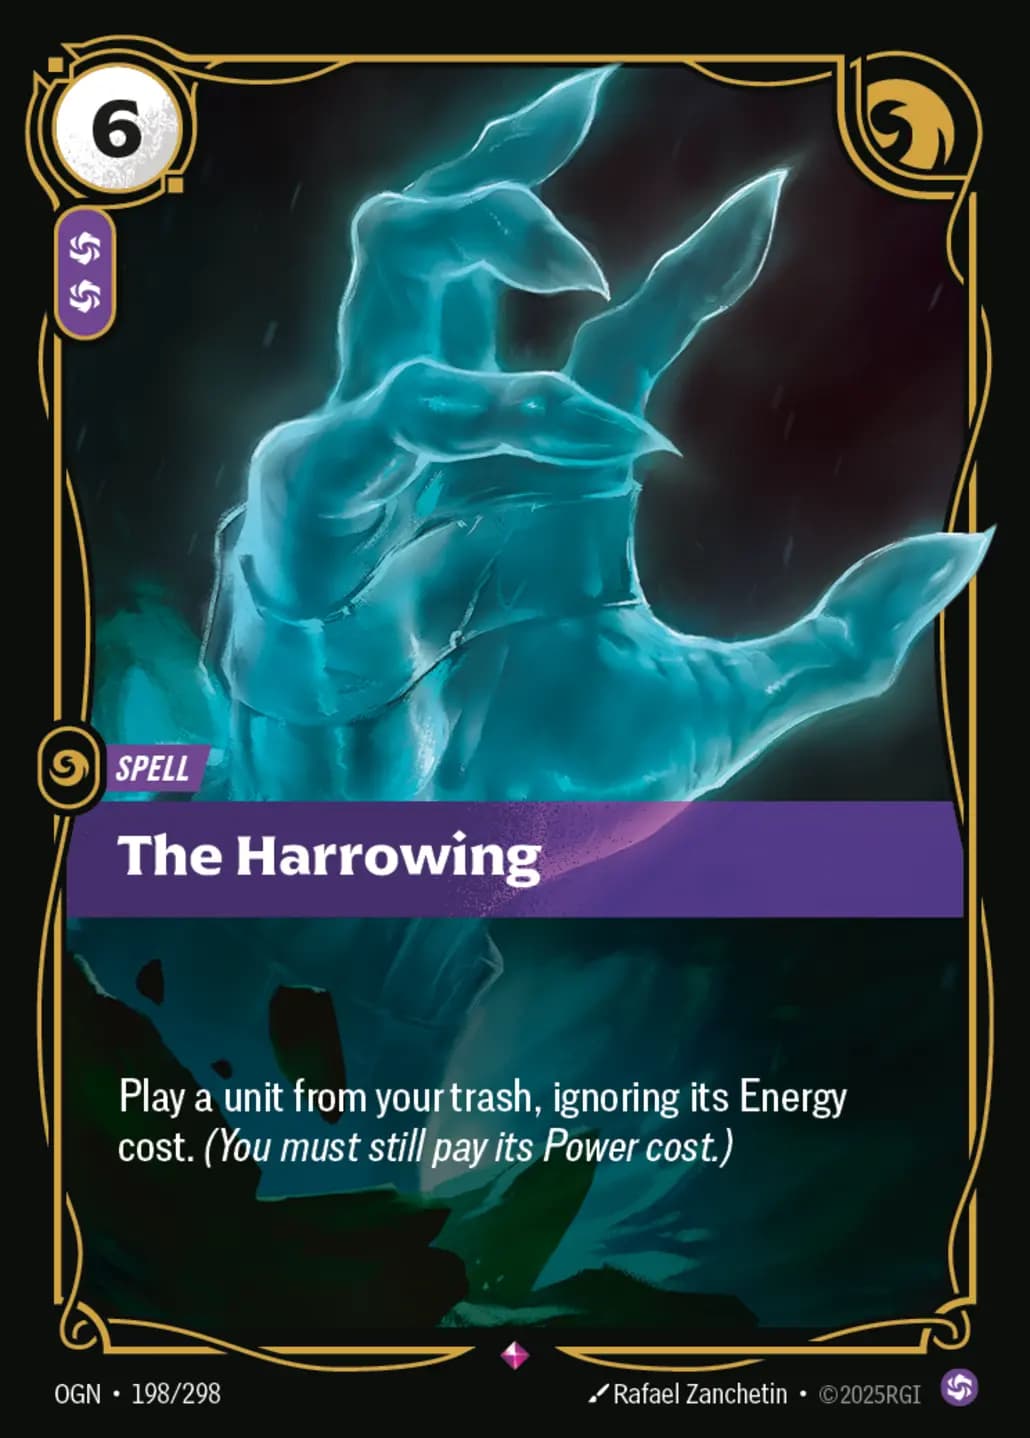 6
SPELL
The Harrowing
Play a unit from your trash, ignoring its Energy
cost. (You must still pay its Power cost.)
OGN • 198/298
Rafael Zanchetin • ©2025RGI